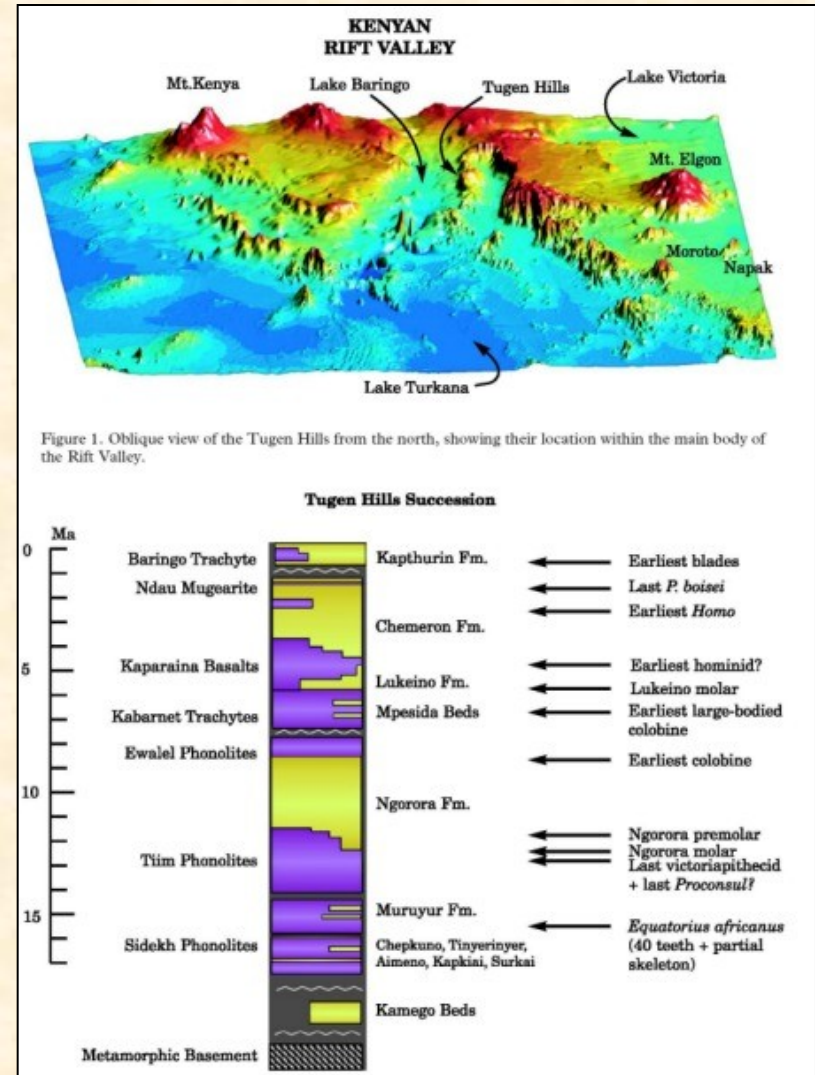 KENYAN
RIFT VALLEY
Mt.Kenya
Lake Baringo
Tugen Hills
Lake Victoria
Mt. Elgon
Moroto
Napak
Lake Turkana
Figure 1. Oblique view of the Tugen Hills from the north, showing their location within the main body of
the Rift Valley.
Tugen Hills Succession
Ma
0
5
10
15
Baringo Trachyte
Ndau Mugearite
Kaparaina Basalts
Kabarnet Trachytes
Ewalel Phonolites
Tiim Phonolites
Sidekh Phonolites
Metamorphic Basement
Kapthurin Fm.
Chemeron Fm.
Lukeino Fm.
Mpesida Beds
Ngorora Fm.
Muruyur Fm.
Chepkuno, Tinyerinyer,
Aimeno, Kapkiai, Surkai
Kamego Beds
Earliest blades
Last P. boisei
Earliest Homo
Earliest hominid?
Lukeino molar
Earliest large-bodied
colobine
Earliest colobine
Ngorora premolar
Ngorora molar
Last victoriapithecid
+ last Proconsul?
Equatorius africanus
(40 teeth + partial
skeleton)